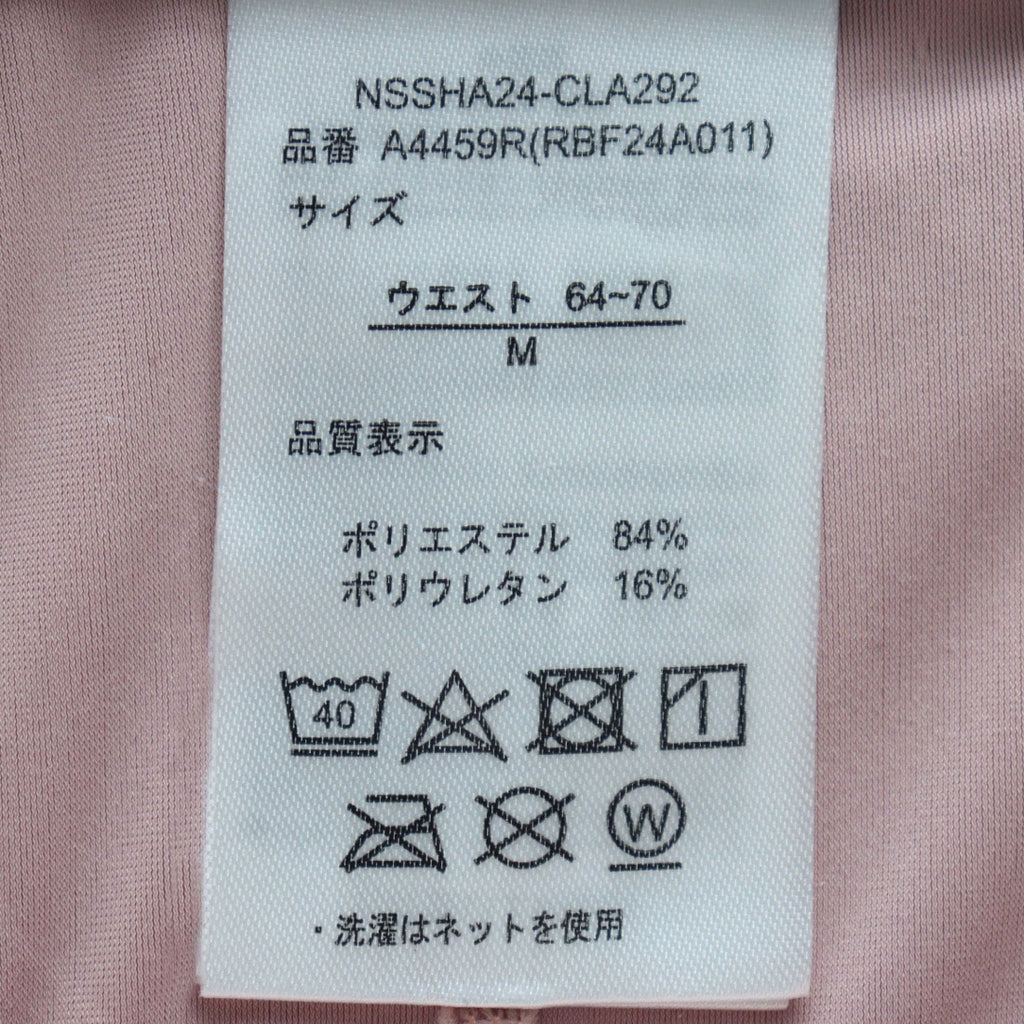 NSSHA24-CLA292
品番 A4459R(RBF24A011)
サイズ
ウエスト 64~70
M
品質表示
ポリエステル 84%
ポリウレタン 16%
40
W
・洗濯はネットを使用